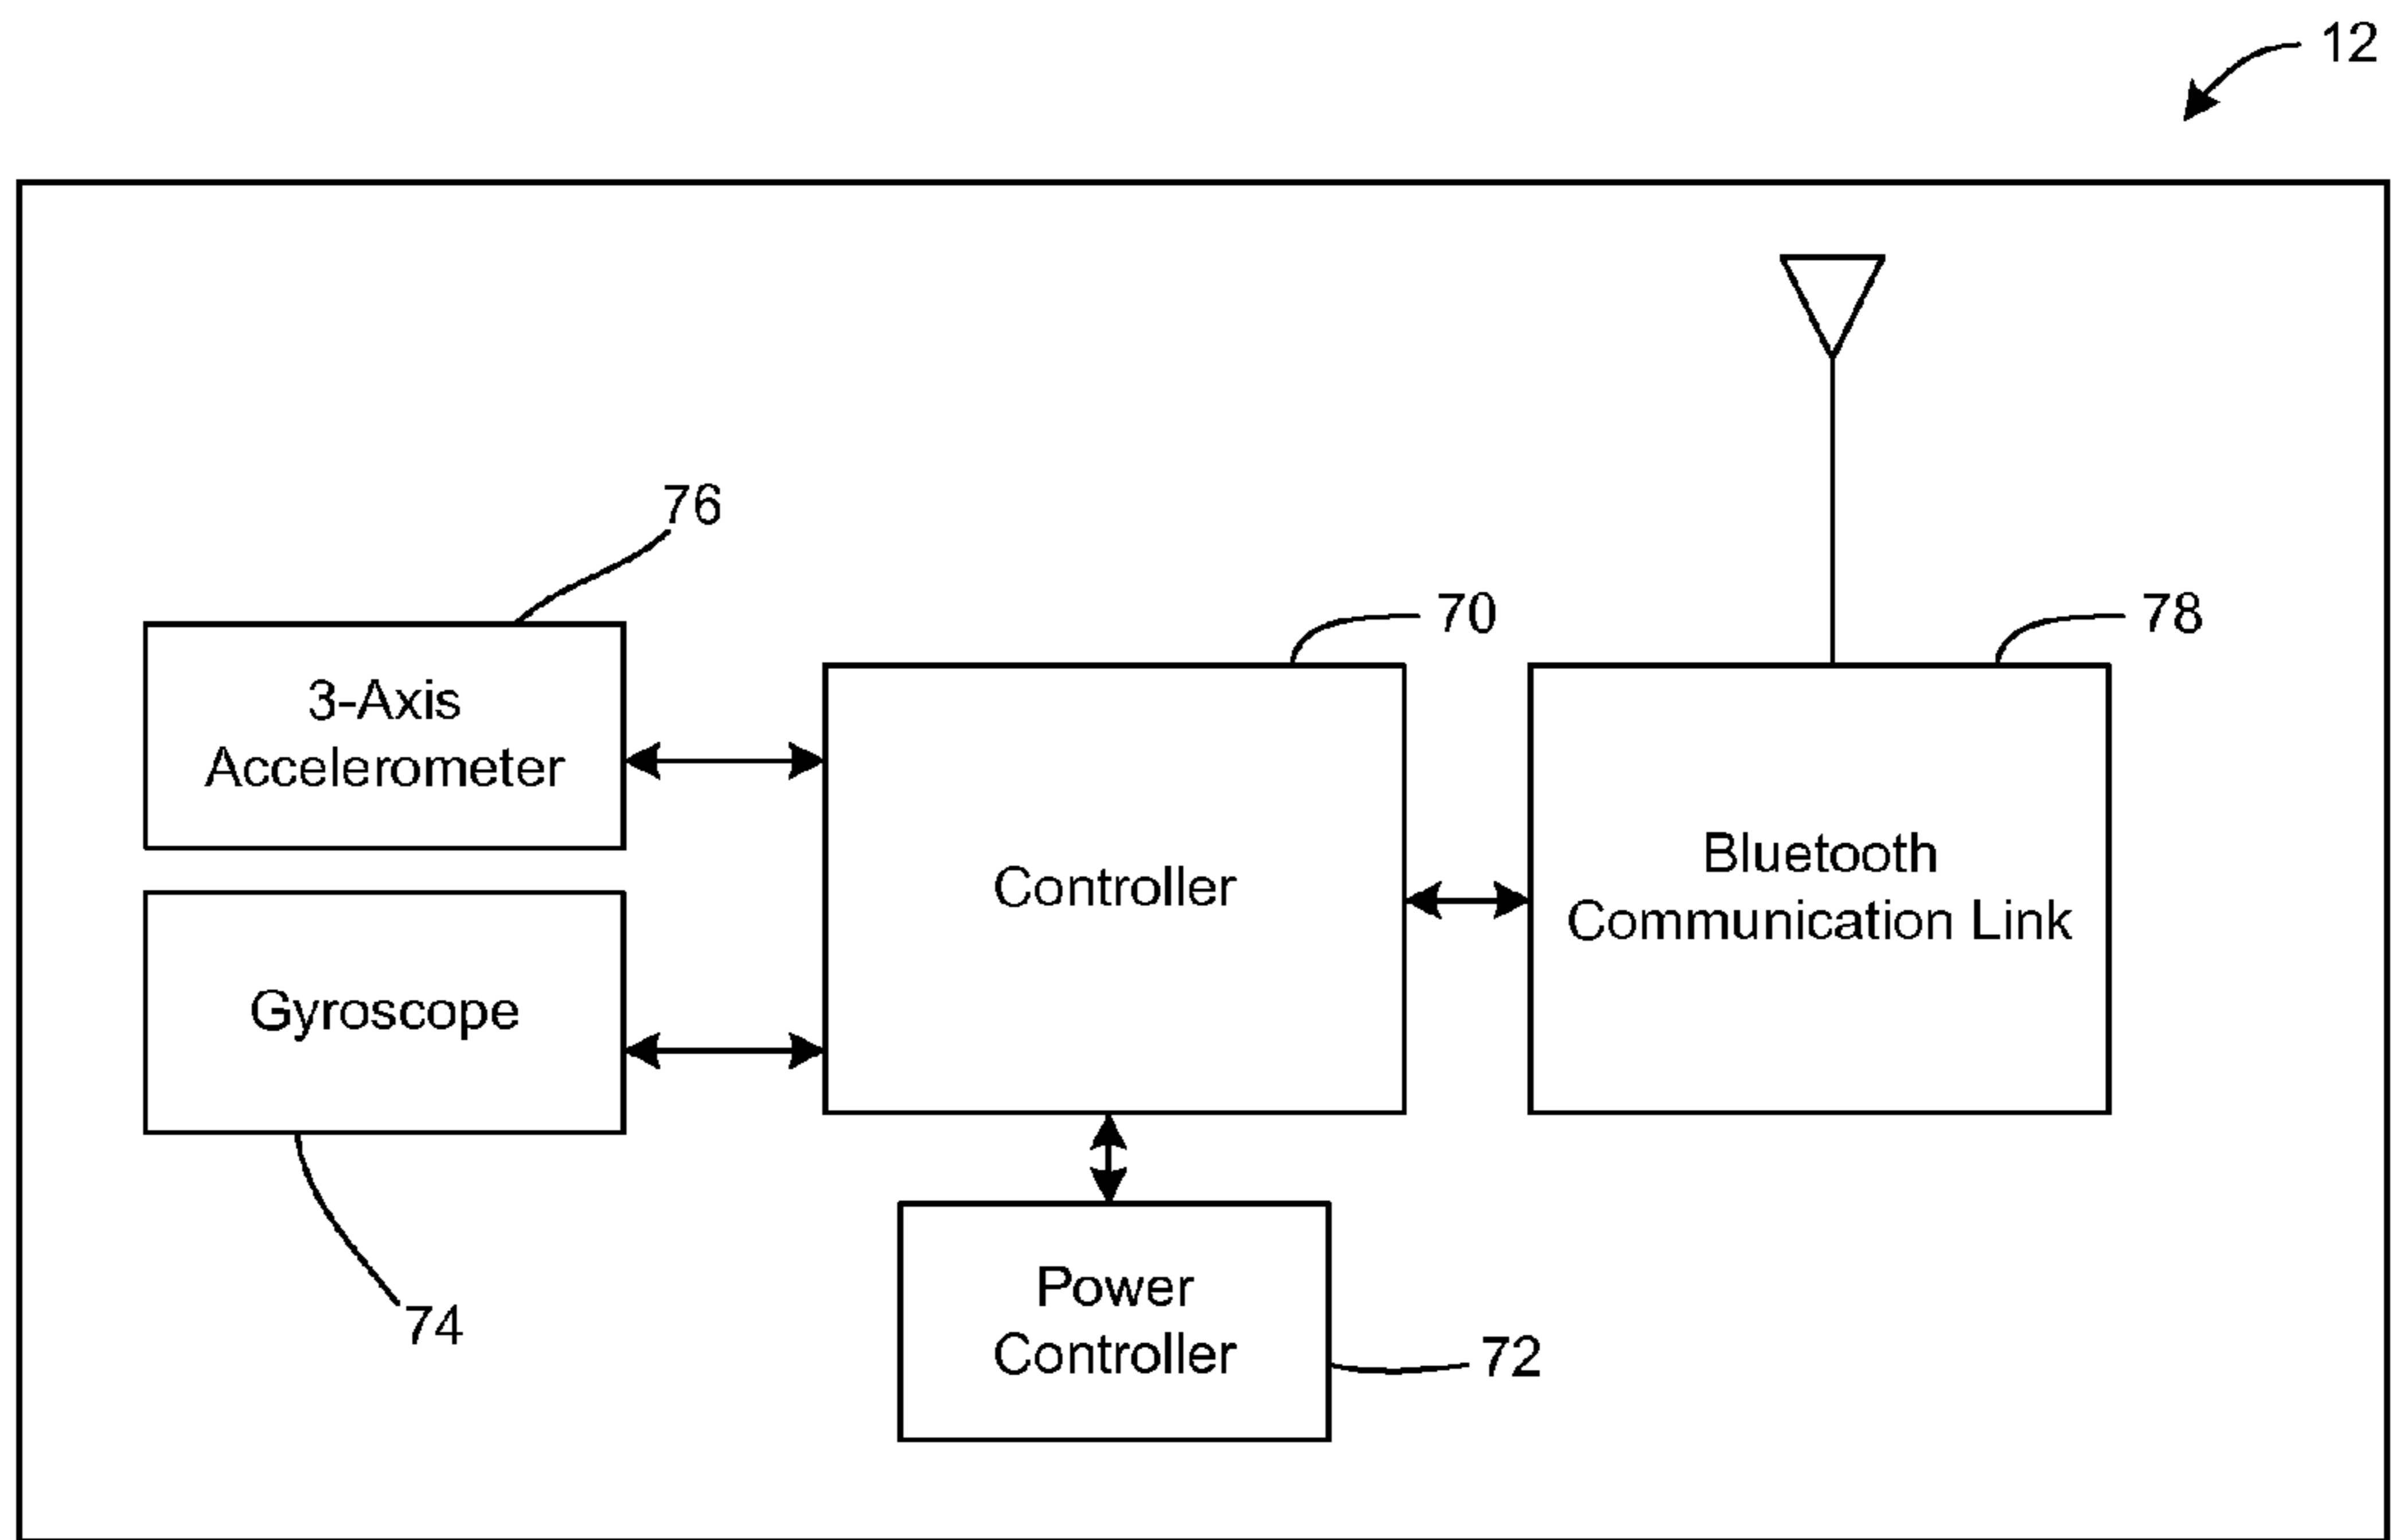 12
76
3-Axis
Accelerometer
70
78
Controller
Bluetooth
Communication Link
Gyroscope
74
Power
Controller
72